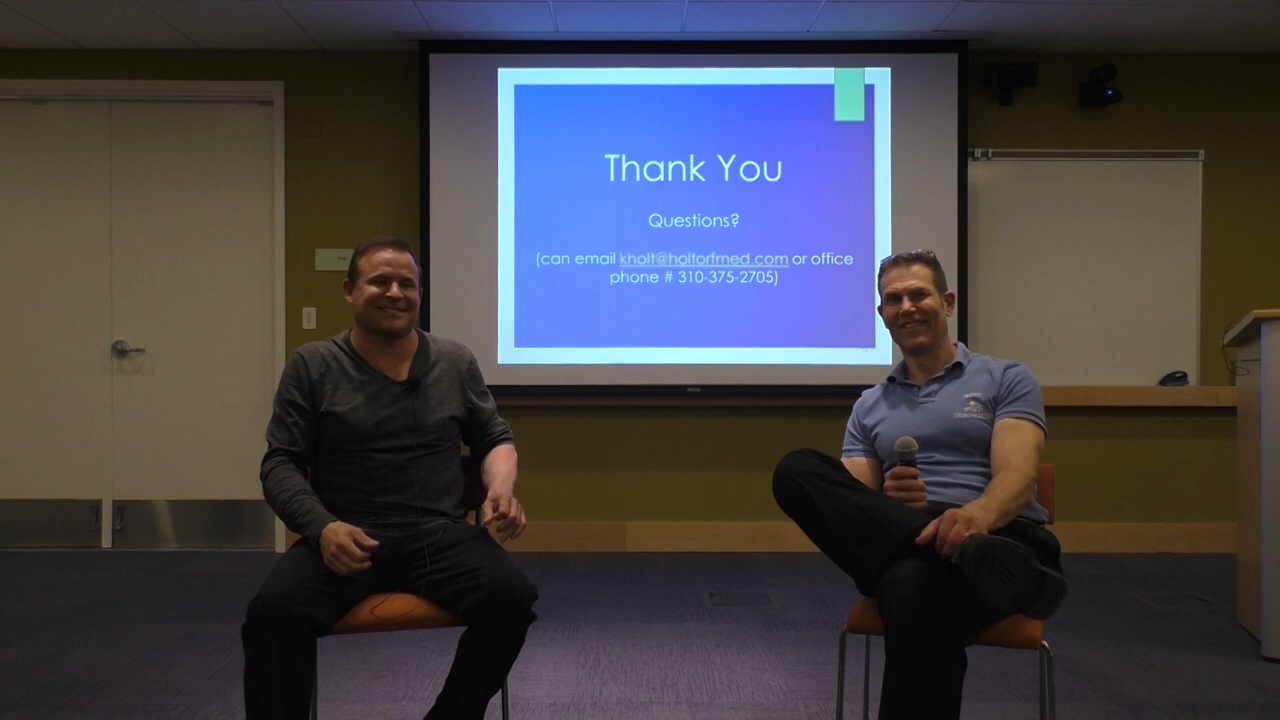 Thank You
Questions?
(can email kholt@holtorfmed.com or office
phone # 310-375-2705)